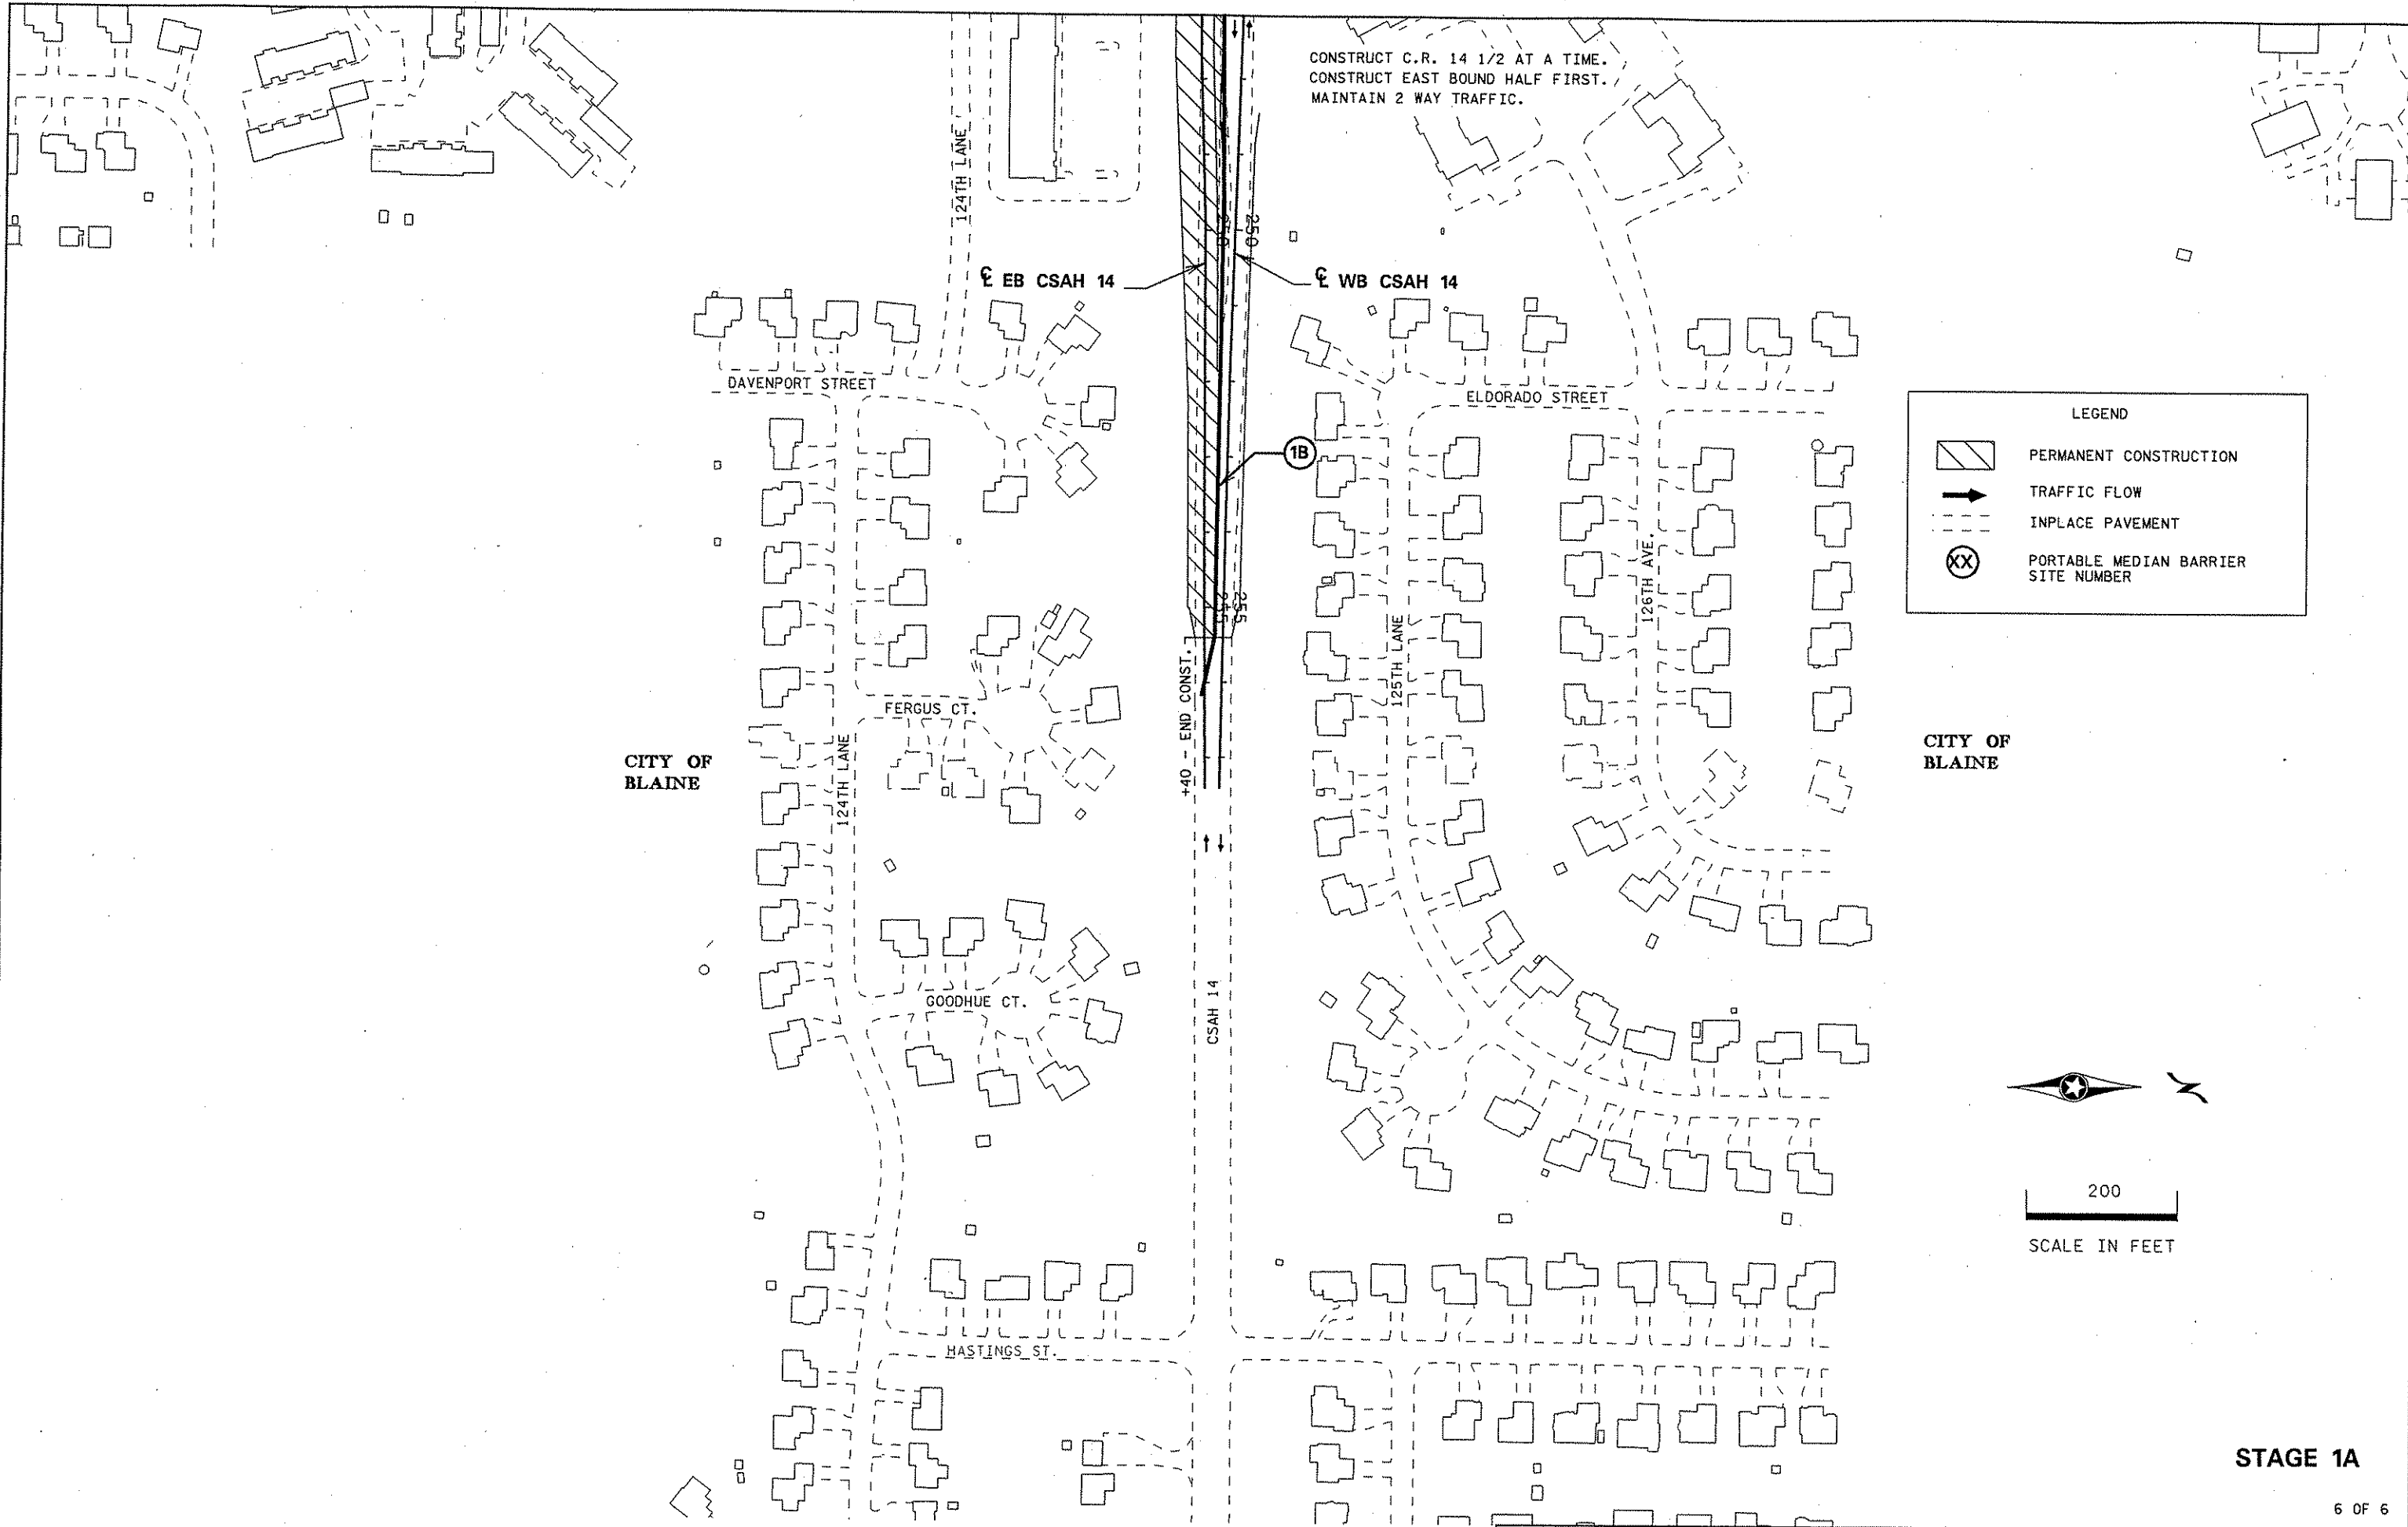 CONSTRUCT C.R. 14 1/2 AT A TIME.
CONSTRUCT EAST BOUND HALF FIRST.
MAINTAIN 2 WAY TRAFFIC.
124TH LANE
250
250
℄ EB CSAH 14
℄ WB CSAH 14
DAVENPORT STREET
ELDORADO STREET
1B
LEGEND
PERMANENT CONSTRUCTION
TRAFFIC FLOW
INPLACE PAVEMENT
XX
PORTABLE MEDIAN BARRIER
SITE NUMBER
126TH AVE.
255
255
125TH LANE
+40 - END CONST.
FERGUS CT.
124TH LANE
CITY OF
BLAINE
CITY OF
BLAINE
GOODHUE CT.
CSAH 14
N
200
SCALE IN FEET
HASTINGS ST.
STAGE 1A
6 OF 6